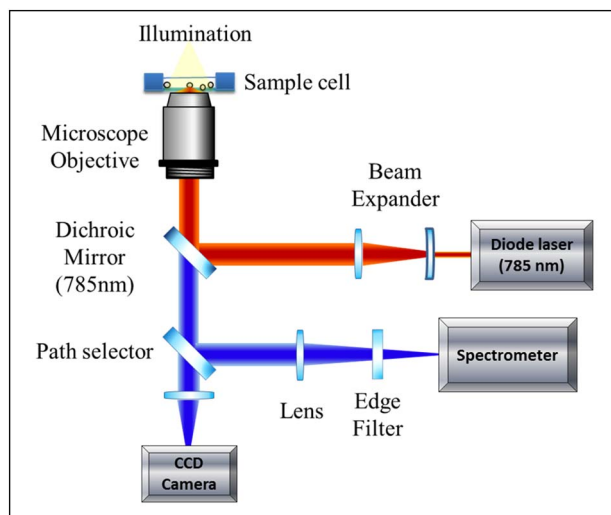 Illumination
Sample cell
Microscope
Objective
Beam
Expander
Dichroic
Mirror
(785nm)
Diode laser
(785 nm)
Path selector
Spectrometer
Lens
Edge
Filter
CCD
Camera